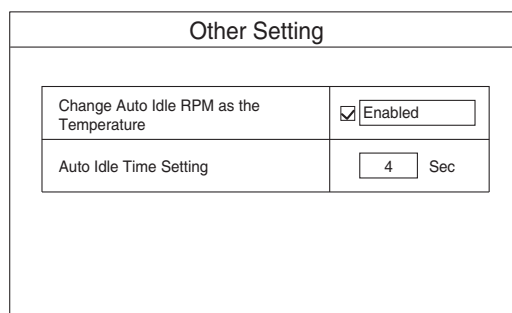 Other Setting
Change Auto Idle RPM as the
Temperature
Enabled
Auto Idle Time Setting
4 Sec